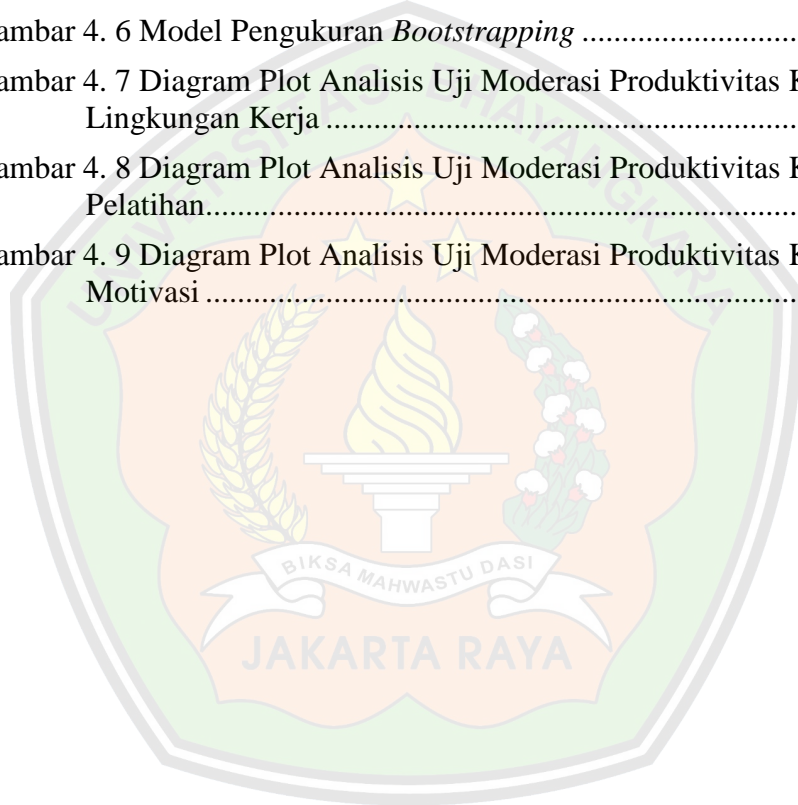 ambar 4. 6 Model Pengukuran Bootstrapping ...........................
ambar 4. 7 Diagram Plot Analisis Uji Moderasi Produktivitas K
Lingkungan Kerja ...........................................................
ambar 4. 8 Diagram Plot Analisis Uji Moderasi Produktivitas K
Pelatihan..........................................................................
ambar 4. 9 Diagram Plot Analisis Uji Moderasi Produktivitas K
Motivasi ..........................................................................
UNIVERSITAS BHAYANGKARA
BIKSA MAHWASTU DASI
JAKARTA RAYA